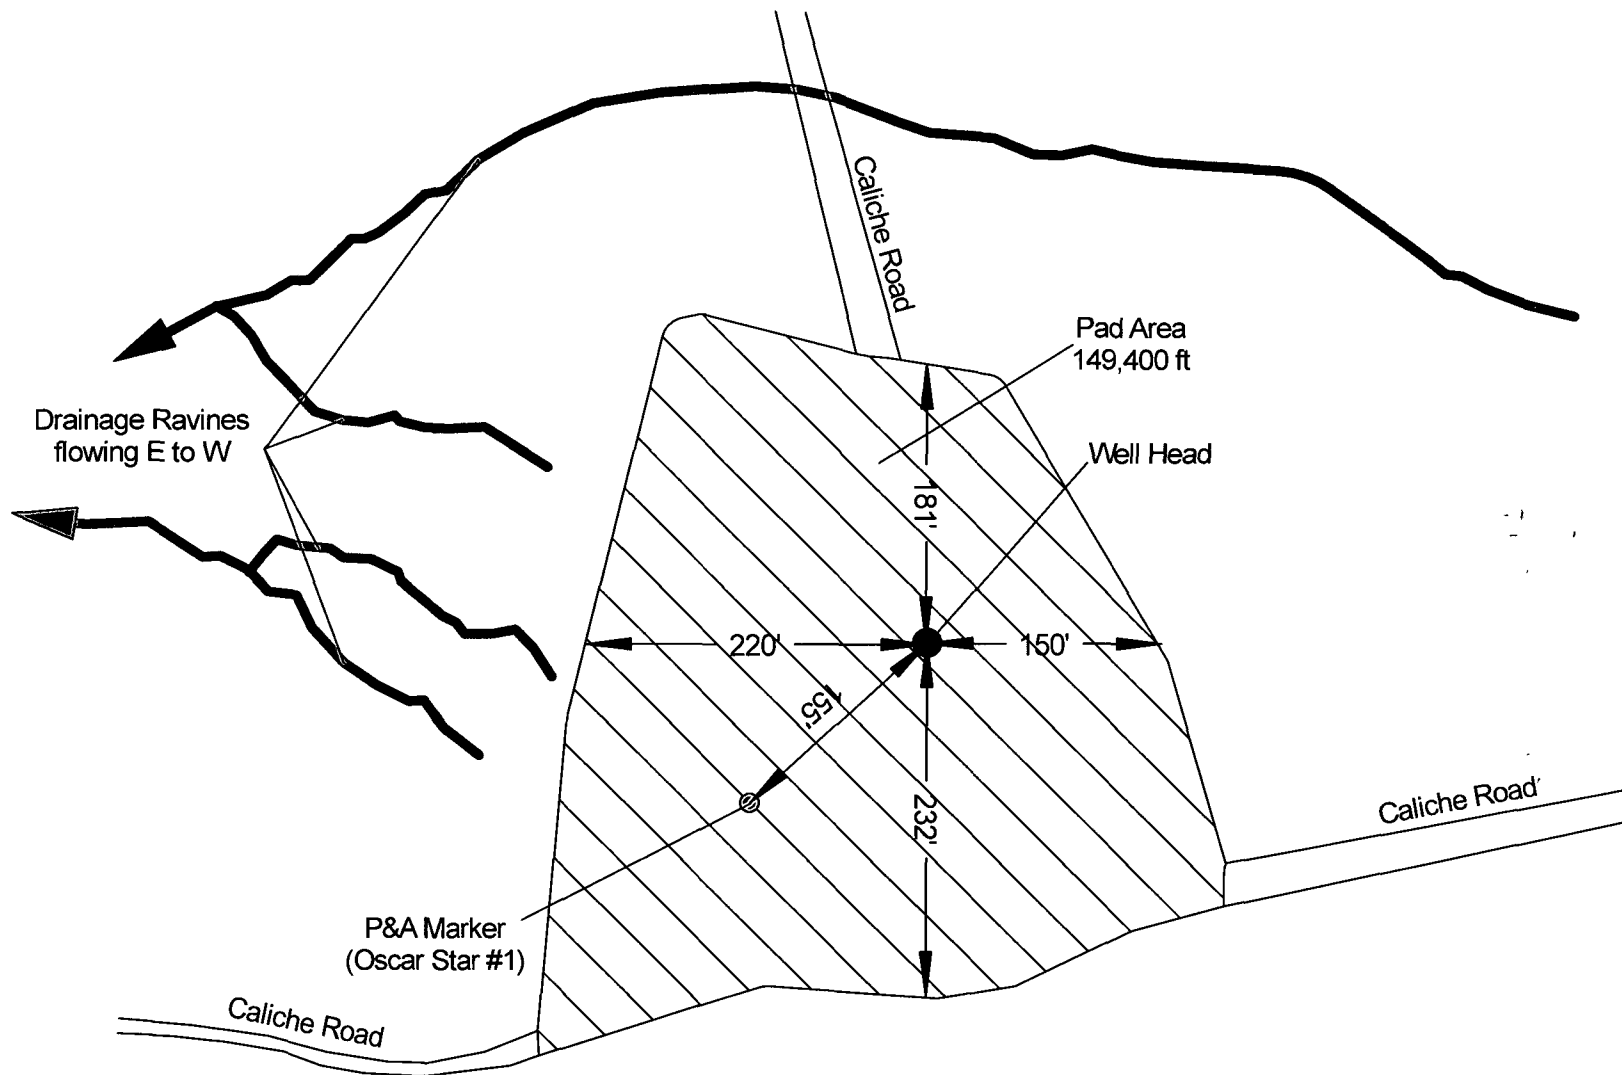 Caliche Road
Pad Area
149,400 ft
Drainage Ravines
flowing E to W
Well Head
181'
220'
150'
155'
232'
Caliche Road
P&A Marker
(Oscar Star #1)
Caliche Road